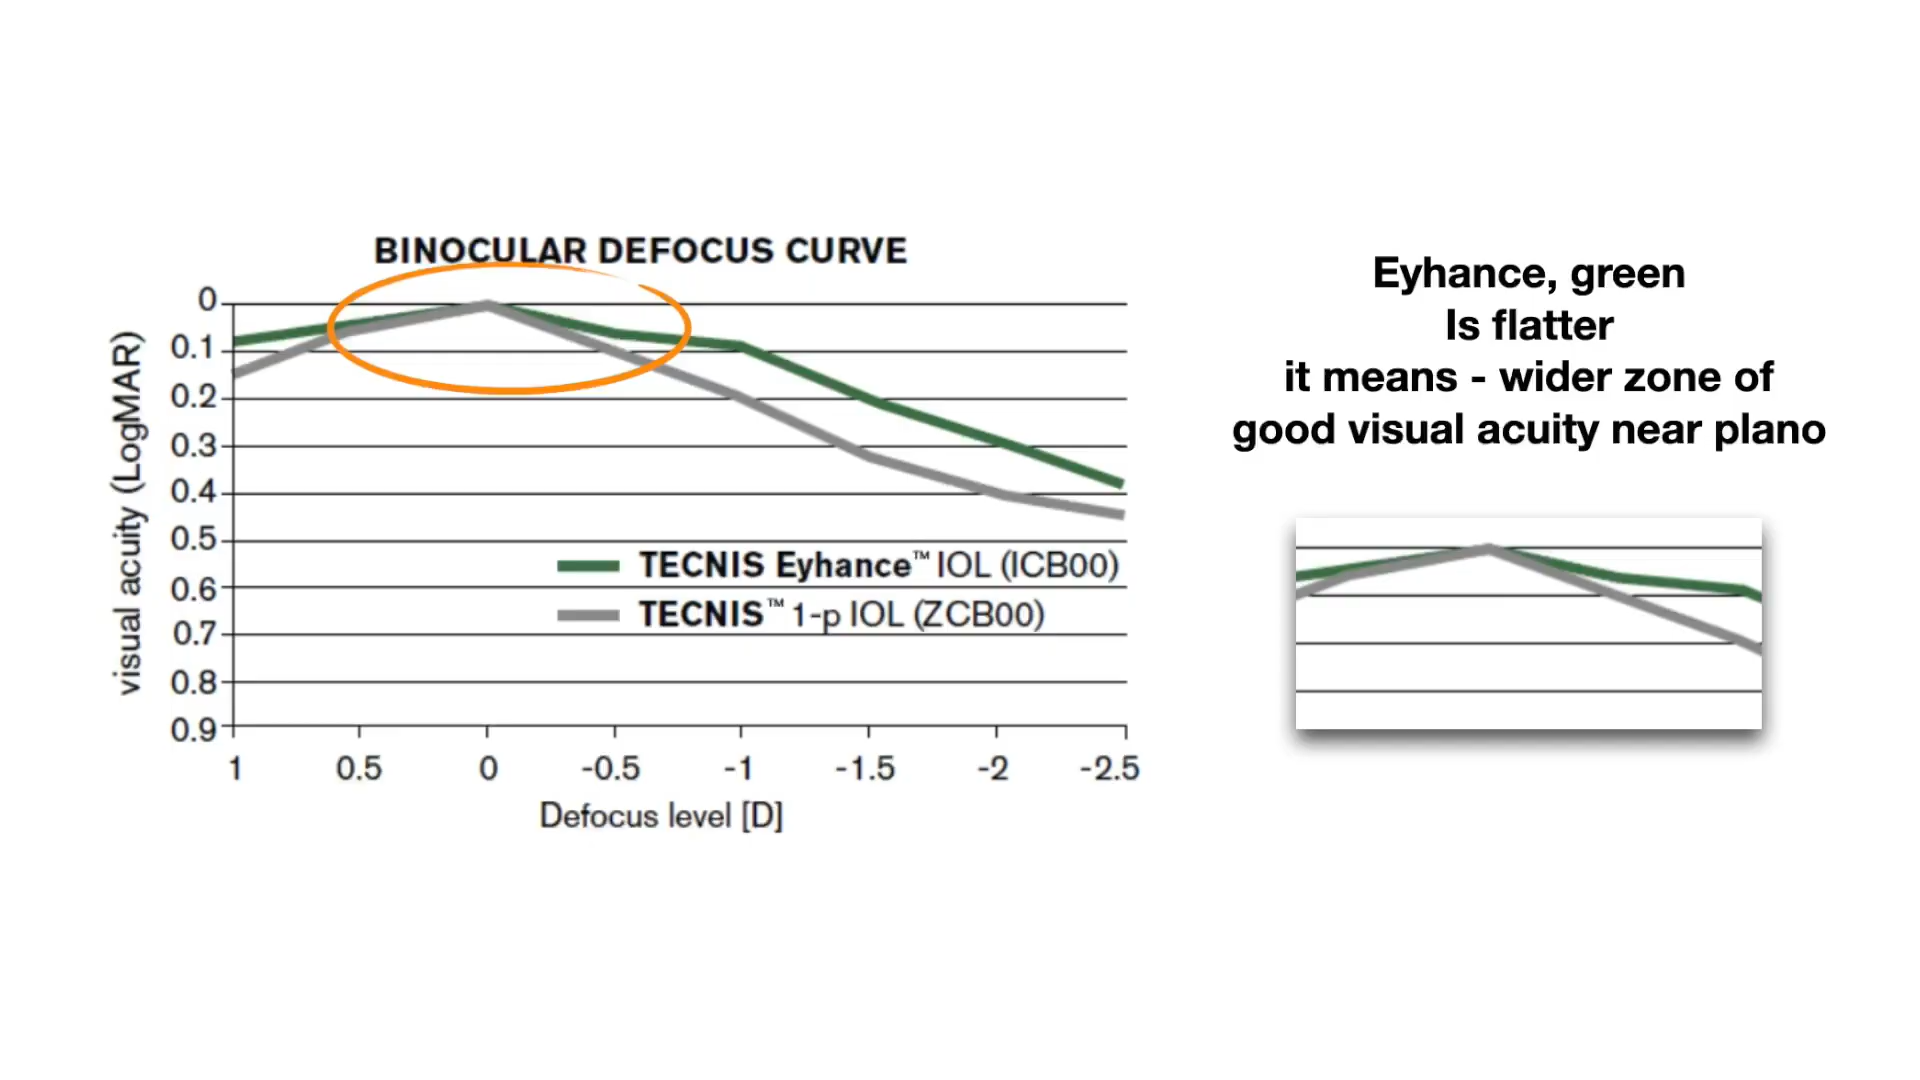 BINOCULAR DEFOCUS CURVE
visual acuity (LogMAR)
0
0.1
0.2
0.3
0.4
0.5
0.6
0.7
0.8
0.9
TECNIS Eyhance™ IOL (ICB00)
TECNIS™ 1-p IOL (ZCB00)
1 0.5 0 -0.5 -1 -1.5 -2 -2.5
Defocus level [D]
Eyhance, green
Is flatter
it means - wider zone of
good visual acuity near plano